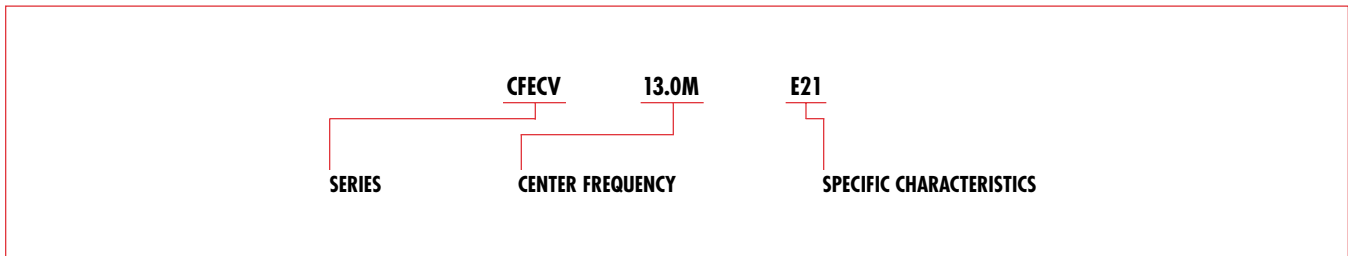 CFECV 13.0M E21
SERIES CENTER FREQUENCY SPECIFIC CHARACTERISTICS